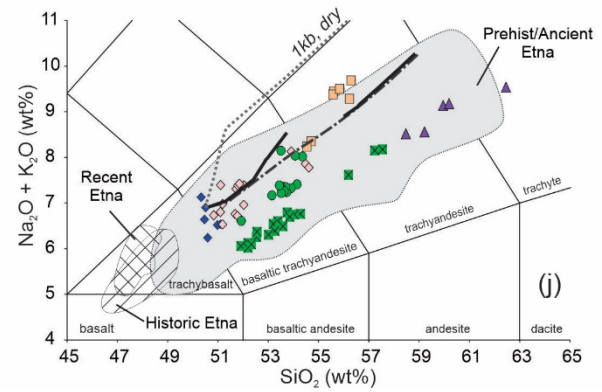 11
10
9
8
7
6
5
4
Na₂O + K₂O (wt%)
1kb, dry
Prehist/Ancient
Etna
Recent
Etna
trachyte
trachyandesite
basaltic trachyandesite
trachybasalt
(j)
basalt
Historic Etna
basaltic andesite
andesite
dacite
45 47 49 51 53 55 57 59 61 63 65
SiO₂ (wt%)